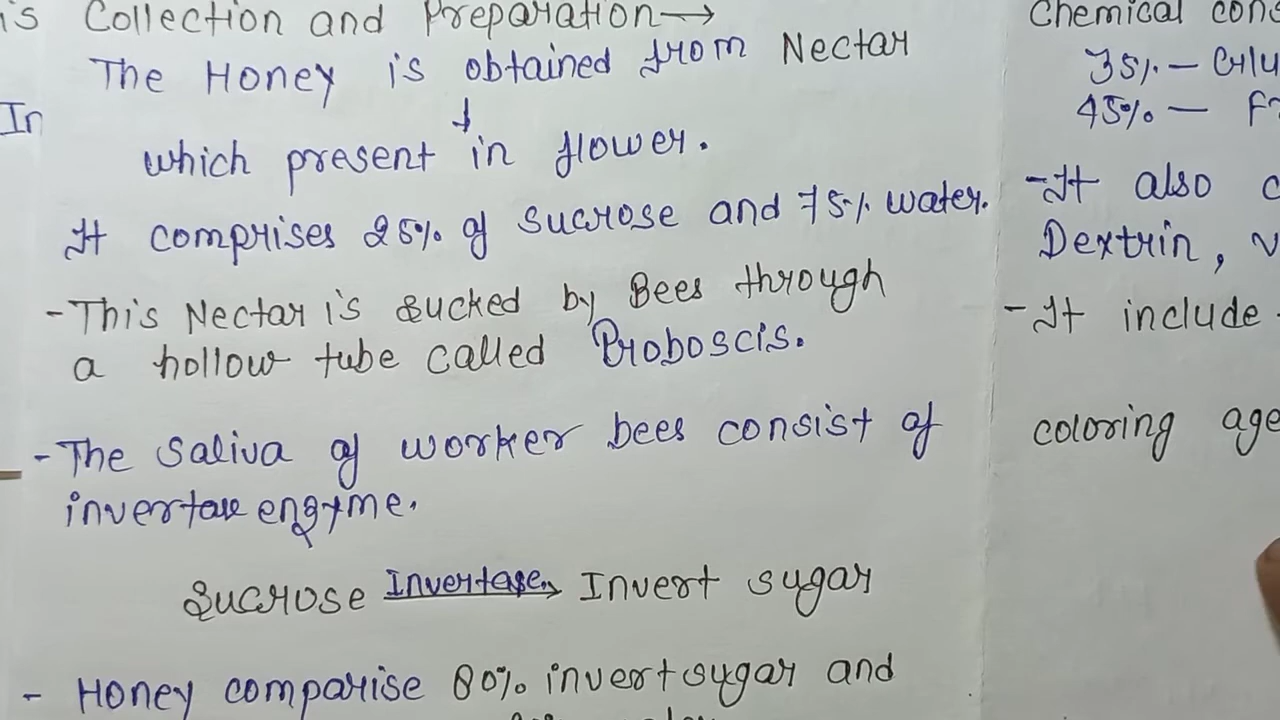 is Collection and Preparation→
The Honey is obtained from Nectar
In
↓
which present in flower.
It comprises 25% of sucrose and 75% water.
- This Nectar is sucked by Bees through
a hollow tube called Proboscis.
- The Saliva of worker bees consist of
invertase enzyme.
Sucrose Invertase→ Invert sugar
- Honey comparise 80% invert sugar and
Chemical cons
35% - Glu
45% - Fr
- It also c
Dextrin, v
- It include
coloring age